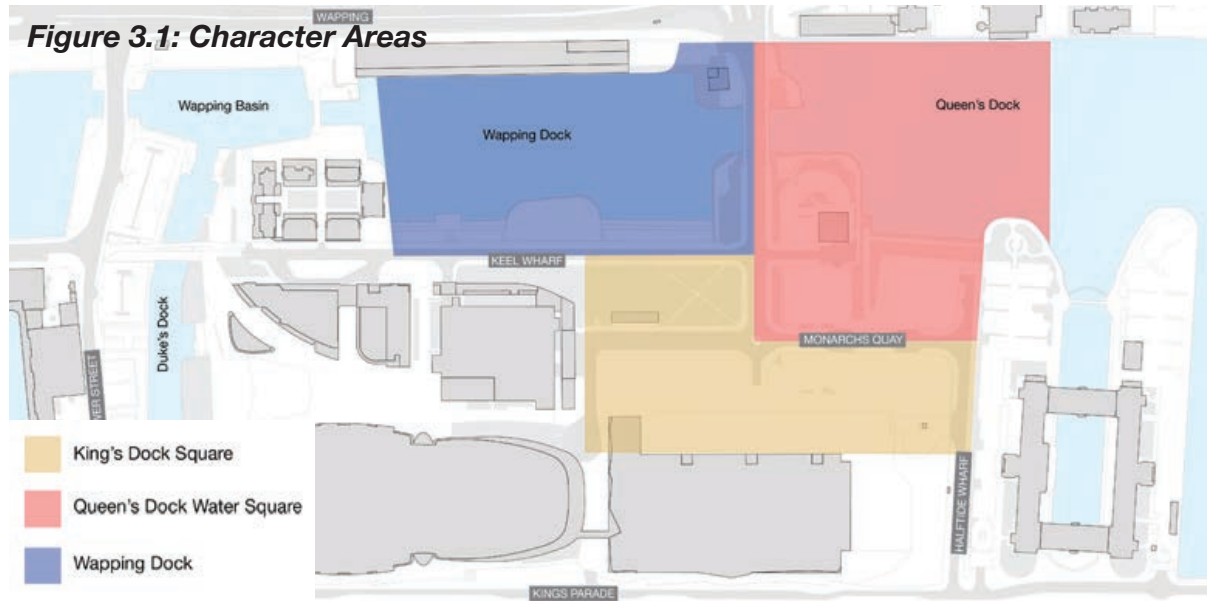 WAPPING
Figure 3.1: Character Areas
Wapping Basin
Wapping Dock
Queen's Dock
KEEL WHARF
Duke's Dock
MONARCHS QUAY
HALFTIDE WHARF
King's Dock Square
Queen's Dock Water Square
Wapping Dock
KINGS PARADE
STREET